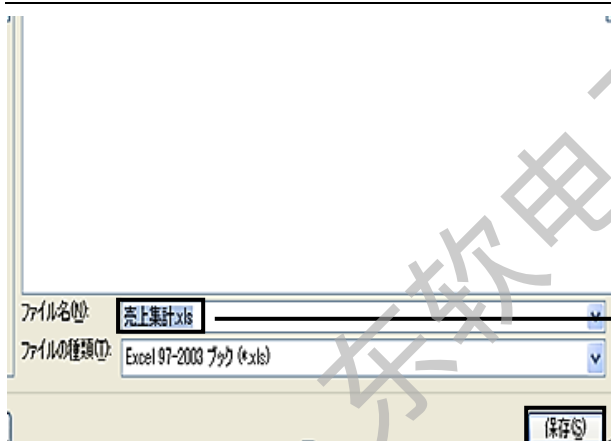 ファイル名(N):
売上集計.xls
ファイルの種類(T):
Excel 97-2003 ブック (*.xls)
保存(S)
东软电